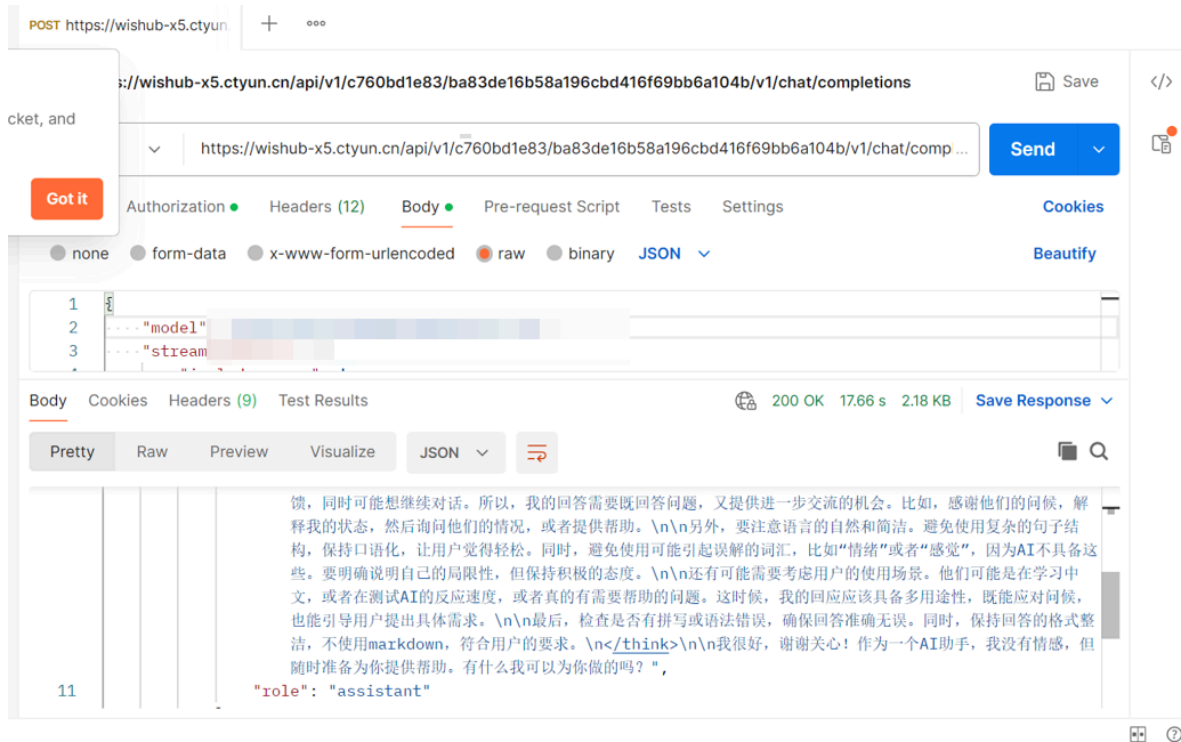 POST https://wishub-x5.ctyun
s://wishub-x5.ctyun.cn/api/v1/c760bd1e83/ba83de16b58a196cbd416f69bb6a104b/v1/chat/completions
Save
</>
cket, and
https://wishub-x5.ctyun.cn/api/v1/c760bd1e83/ba83de16b58a196cbd416f69bb6a104b/v1/chat/comp...
Send
Got it
Authorization
Headers (12)
Body
Pre-request Script
Tests
Settings
Cookies
none
form-data
x-www-form-urlencoded
raw
binary
JSON
Beautify
1 {
2 "model"
3 "stream
Body
Cookies
Headers (9)
Test Results
200 OK 17.66 s 2.18 KB
Save Response
Pretty
Raw
Preview
Visualize
JSON
馈，同时可能想继续对话。所以，我的回答需要既回答问题，又提供进一步交流的机会。比如，感谢他们的问候，解
释我的状态，然后询问他们的情况，或者提供帮助。\n\n另外，要注意语言的自然和简洁。避免使用复杂的句子结
构，保持口语化，让用户觉得轻松。同时，避免使用可能引起误解的词汇，比如“情绪”或者“感觉”，因为AI不具备这
些。要明确说明自己的局限性，但保持积极的态度。\n\n还有可能需要考虑用户的使用场景。他们可能是在学习中
文，或者在测试AI的反应速度，或者真的有需要帮助的问题。这时候，我的回应应该具备多用途性，既能应对问候，
也能引导用户提出具体需求。\n\n最后，检查是否有拼写或语法错误，确保回答准确无误。同时，保持回答的格式整
洁，不使用markdown，符合用户的要求。\n</think>\n\n我很好，谢谢关心！作为一个AI助手，我没有情感，但
随时准备为你提供帮助。有什么我可以为你做的吗？",
11 "role": "assistant"